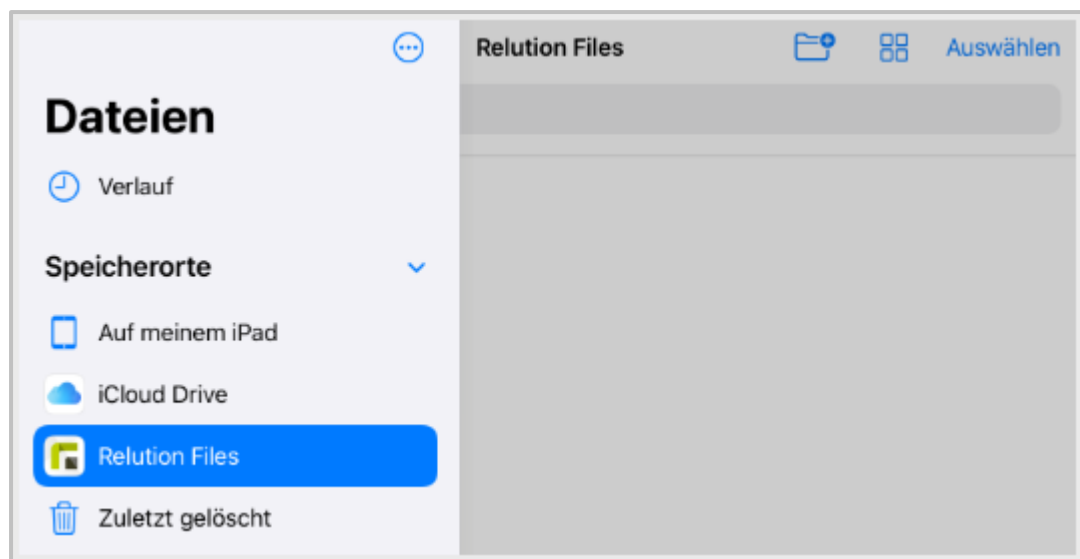 Relution Files
Auswählen
Dateien
Verlauf
Speicherorte
Auf meinem iPad
iCloud Drive
Relution Files
Zuletzt gelöscht